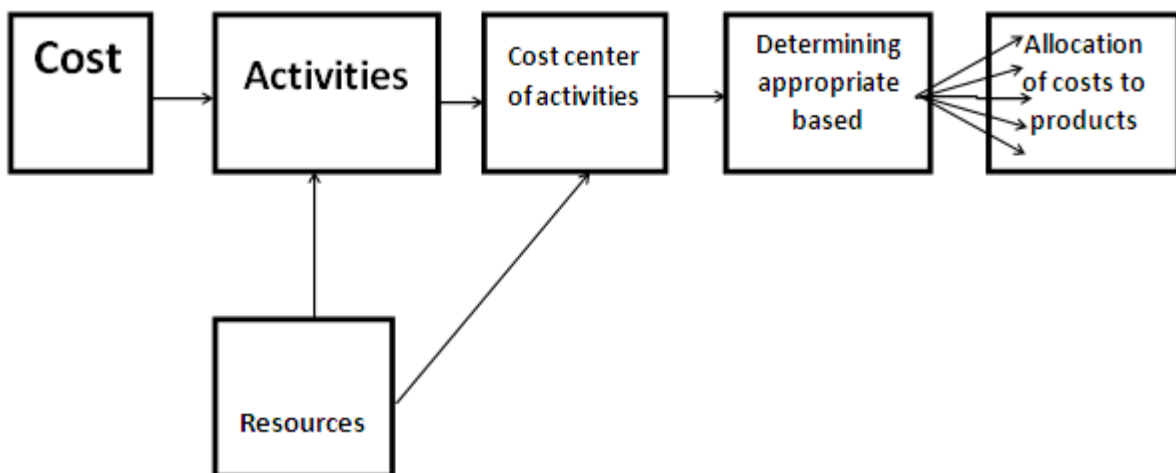 Cost
Activities
Cost center
of activities
Determining
appropriate
based
Allocation
of costs to
products
Resources